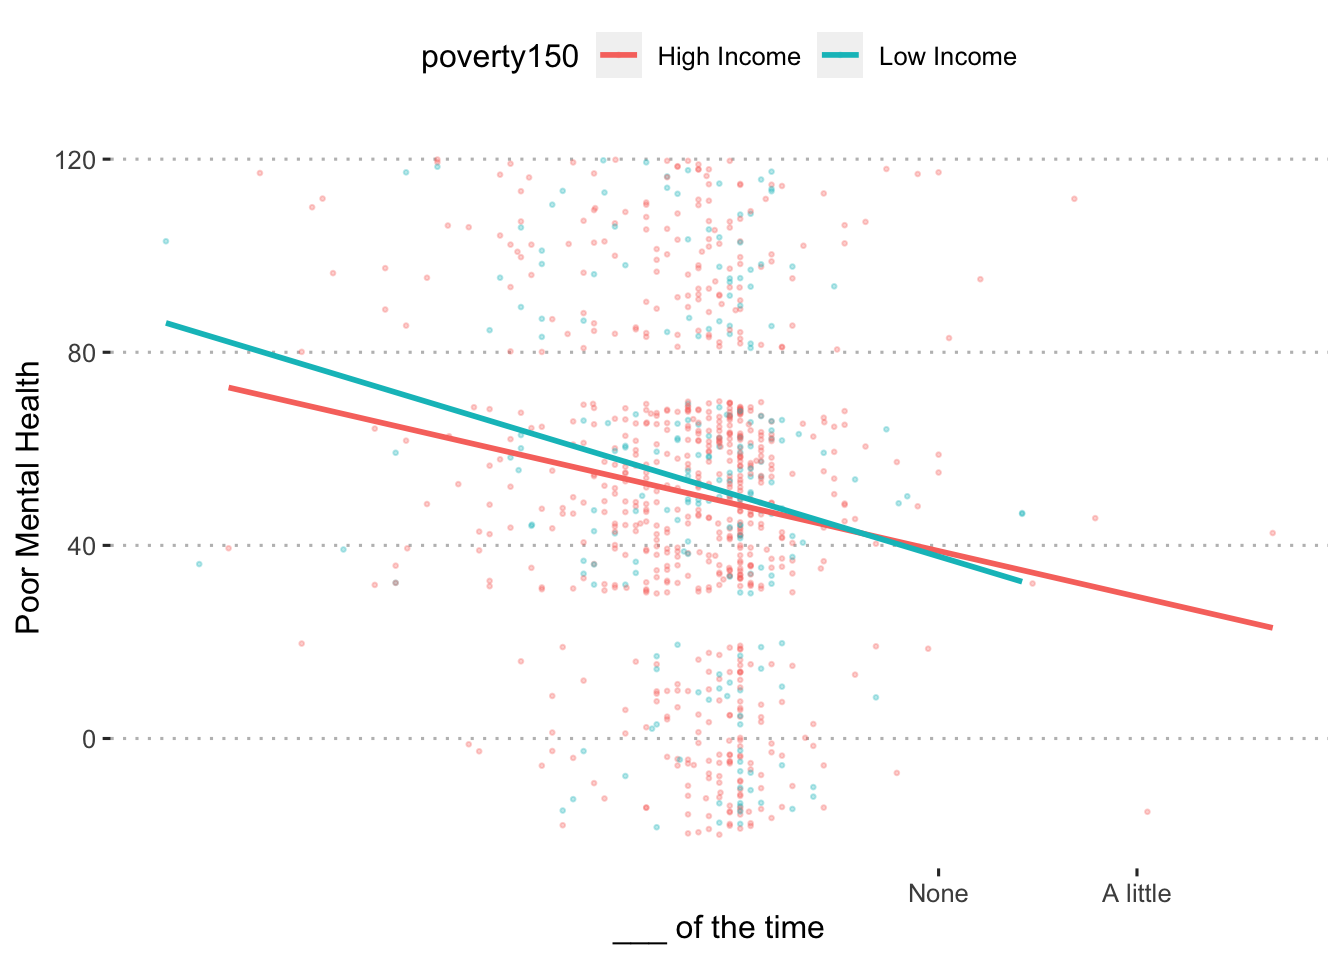 poverty150 High Income Low Income
120
80
40
0
Poor Mental Health
None A little
___ of the time